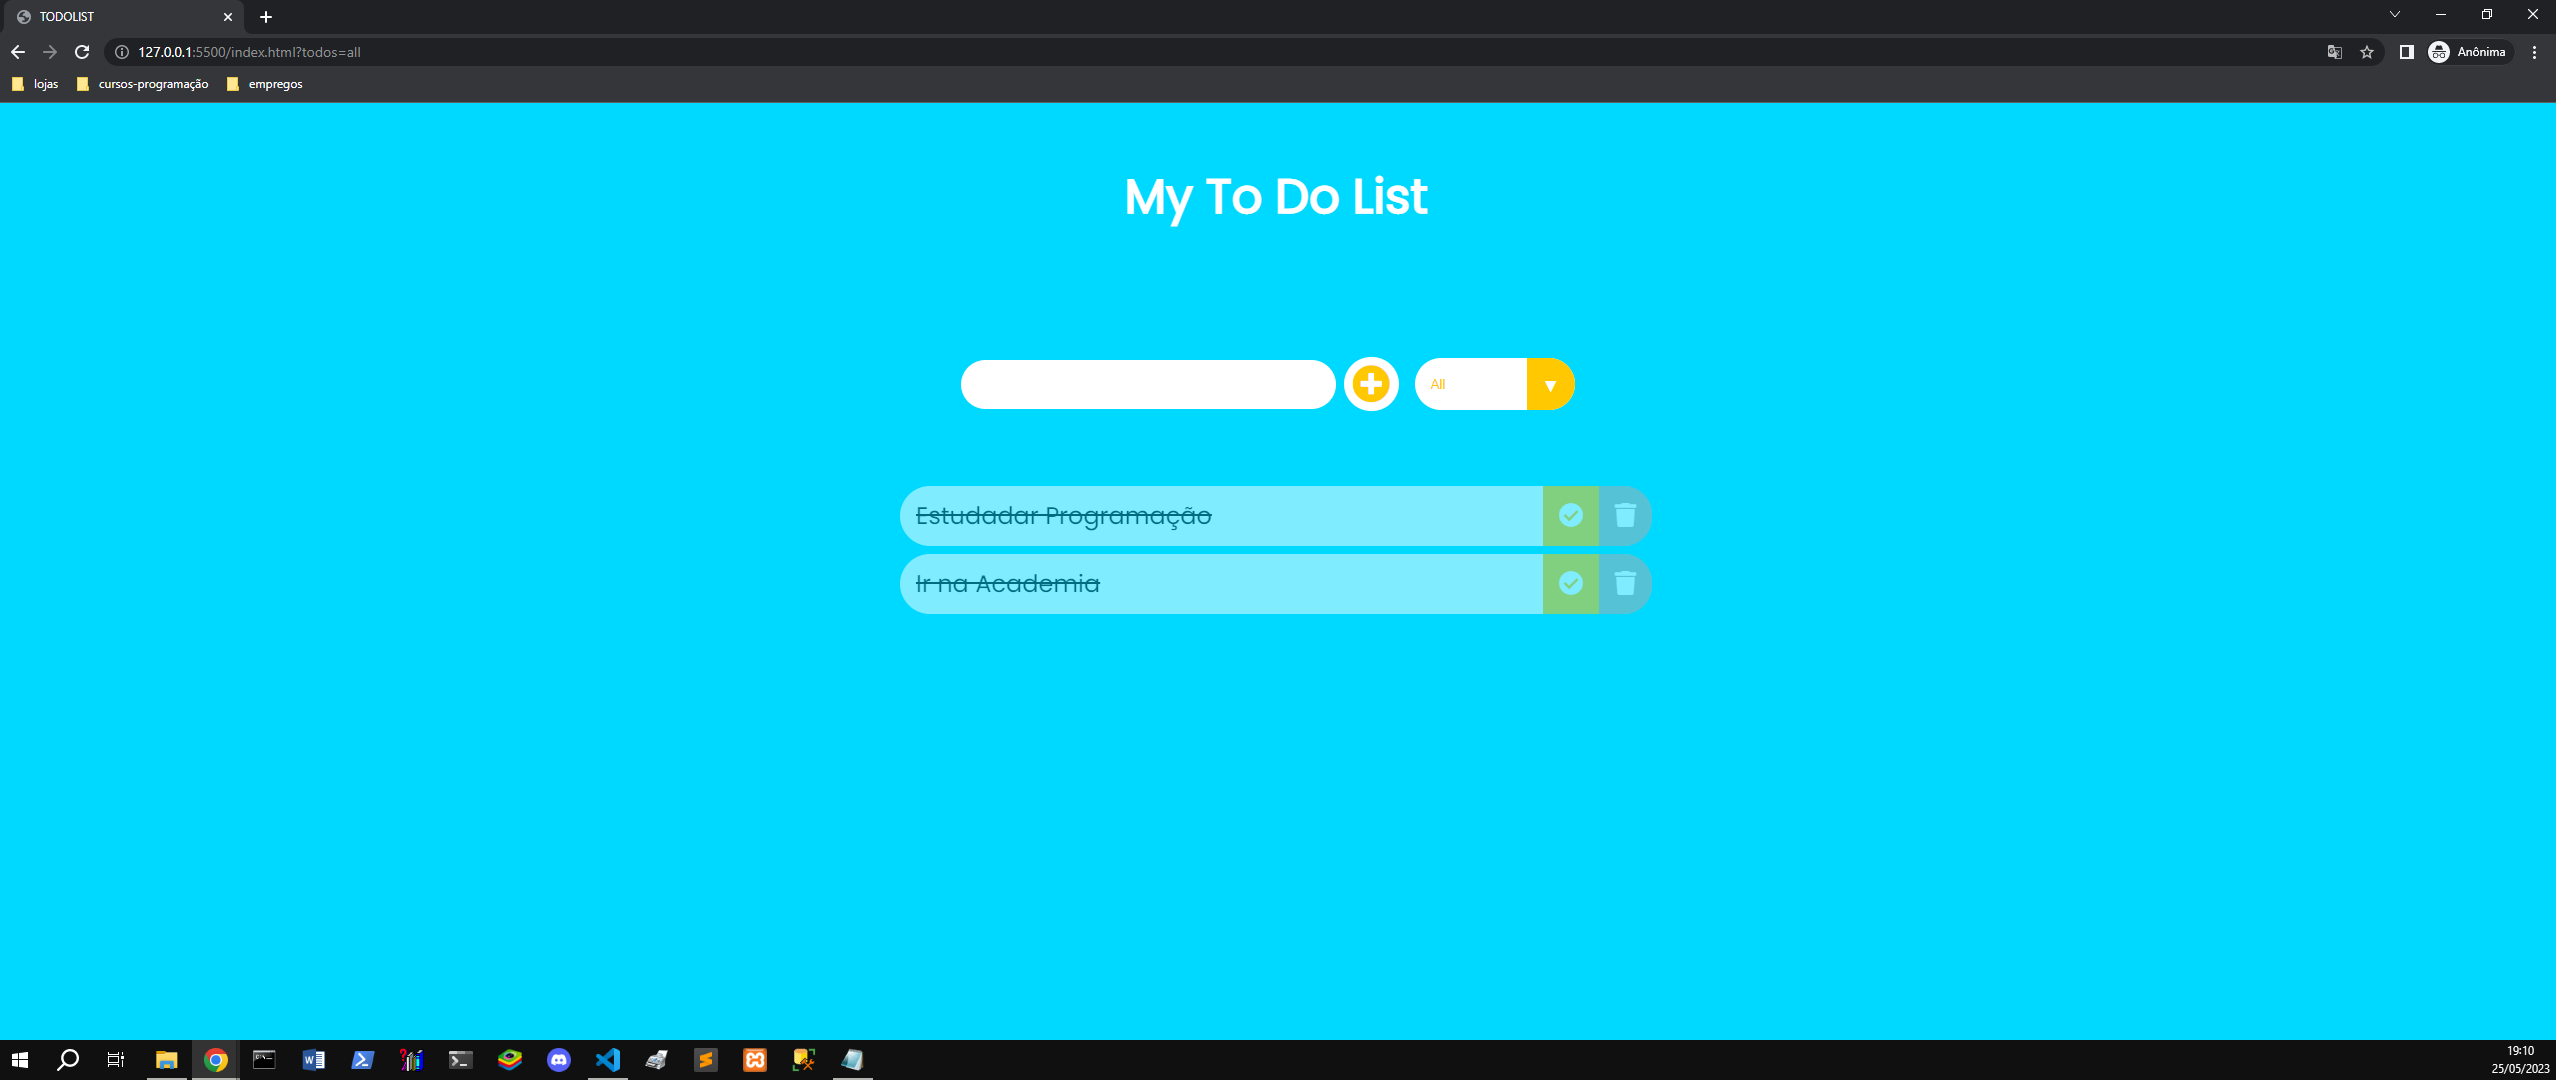 TODOLIST
127.0.0.1:5500/index.html?todos=all
Anônima
lojas
cursos-programação
empregos
My To Do List
All
Estudadar Programação
Ir na Academia
19:10
25/05/2023